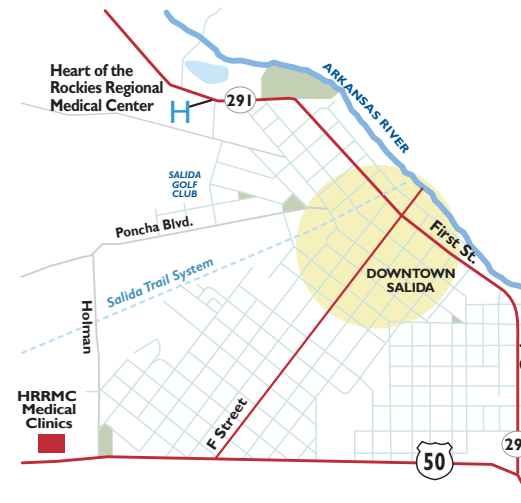 Heart of the
Rockies Regional
Medical Center
H
291
ARKANSAS RIVER
SALIDA
GOLF
CLUB
Poncha Blvd.
First St.
Salida Trail System
DOWNTOWN
SALIDA
Holman
HRRMC
Medical
Clinics
F Street
50
29